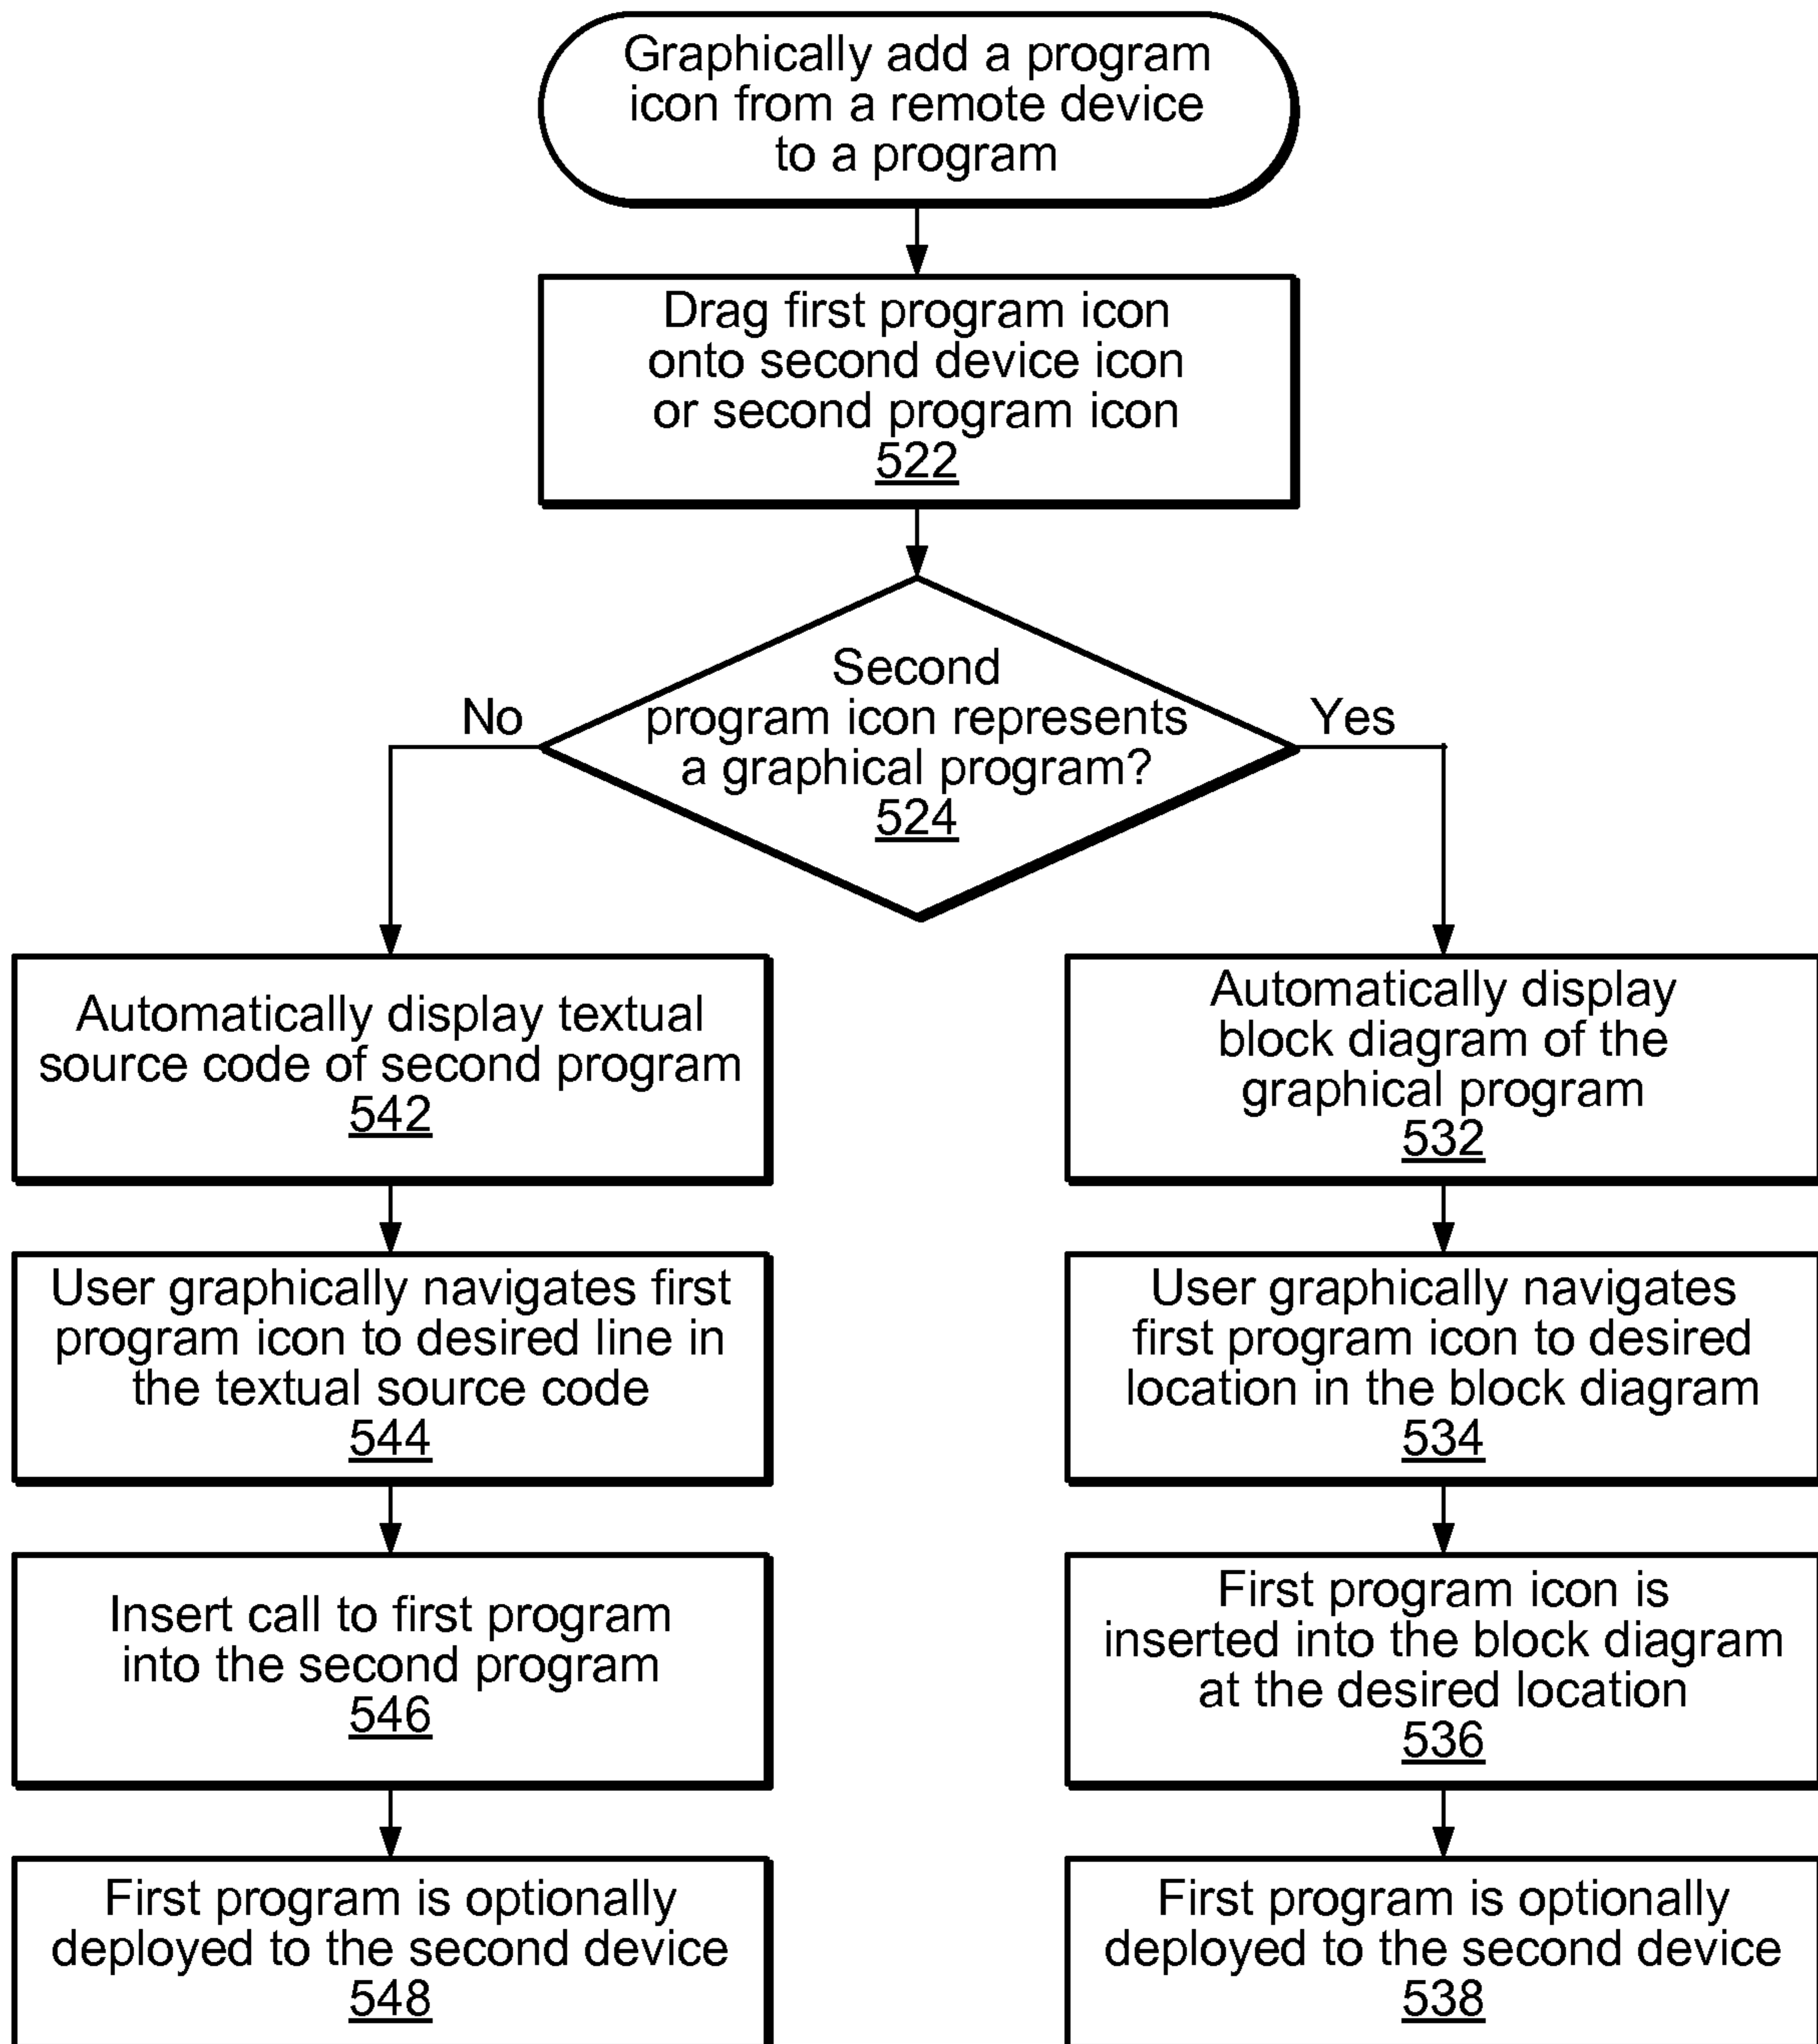 Graphically add a program
icon from a remote device
to a program
Drag first program icon
onto second device icon
or second program icon
522
Second
program icon represents
a graphical program?
524
No
Yes
Automatically display textual
source code of second program
542
User graphically navigates first
program icon to desired line in
the textual source code
544
Insert call to first program
into the second program
546
First program is optionally
deployed to the second device
548
Automatically display
block diagram of the
graphical program
532
User graphically navigates
first program icon to desired
location in the block diagram
534
First program icon is
inserted into the block diagram
at the desired location
536
First program is optionally
deployed to the second device
538